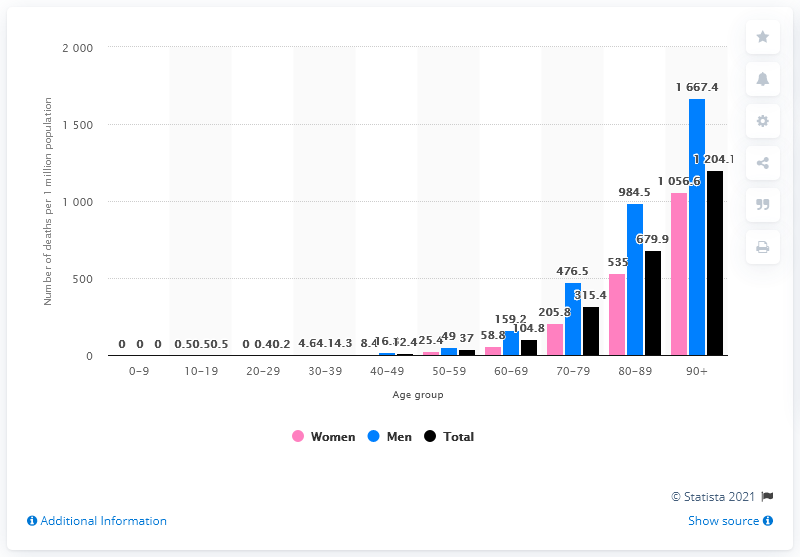 2 000
1 500
1 000
500
0
Number of deaths per 1 million population
0 0 0
0.5 0.5 0.5
0 0.4 0.2
4.6 4.1 4.3
8.4 12.4
25.4 49 37
58.8 159.2 104.8
205.8 476.5 315.4
535 984.5 679.9
1 056.6 1 667.4 1 204.1
0–9 10–19 20–29 30–39 40–49 50–59 60–69 70–79 80–89 90+
Age group
Women Men Total
© Statista 2021
Additional Information
Show source